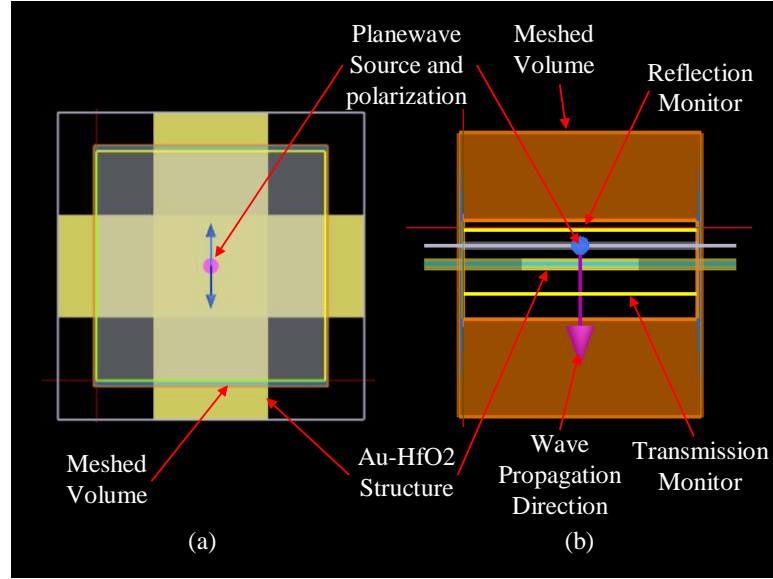 Planewave
Source and
polarization
Meshed
Volume
Reflection
Monitor
Meshed
Volume
Au-HfO2
Structure
Wave
Propagation
Direction
Transmission
Monitor
(a)
(b)